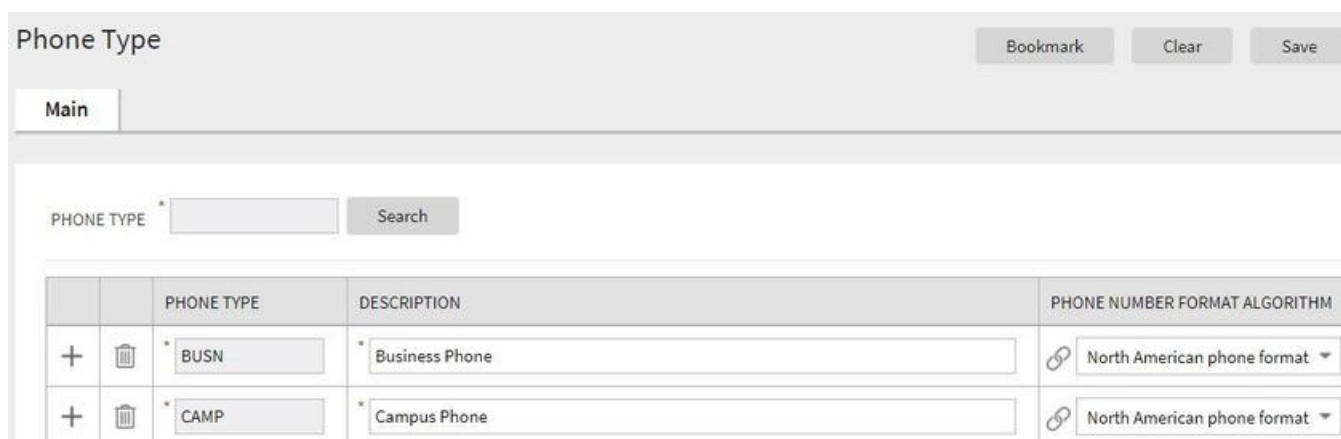 Phone Type
Bookmark Clear Save
Main
PHONE TYPE * Search
PHONE TYPE DESCRIPTION PHONE NUMBER FORMAT ALGORITHM
* BUSN * Business Phone North American phone format
* CAMP * Campus Phone North American phone format